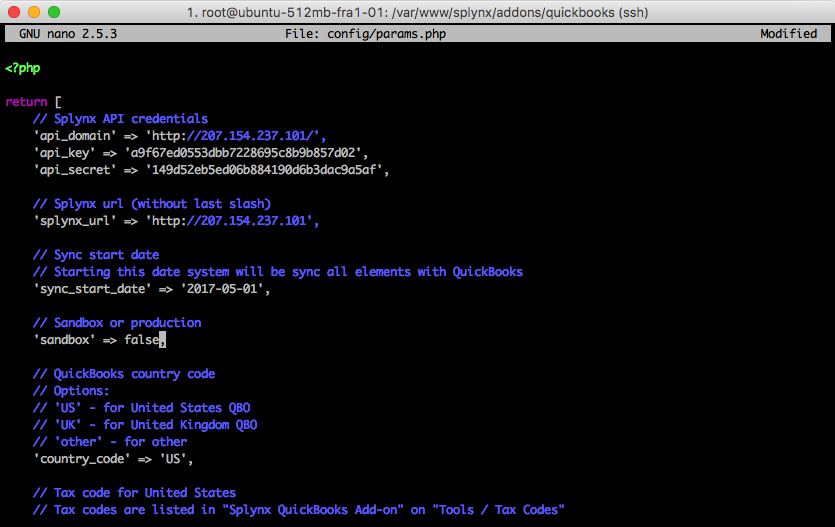 1. root@ubuntu-512mb-fra1-01: /var/www/splynx/addons/quickbooks (ssh)
GNU nano 2.5.3 File: config/params.php Modified
<?php
return [
// Splynx API credentials
'api_domain' => 'http://207.154.237.101/',
'api_key' => 'a9f67ed0553dbb7228695c8b9b857d02',
'api_secret' => '149d52eb5ed06b884190d6b3dac9a5af',
// Splynx url (without last slash)
'splynx_url' => 'http://207.154.237.101',
// Sync start date
// Starting this date system will be sync all elements with QuickBooks
'sync_start_date' => '2017-05-01',
// Sandbox or production
'sandbox' => false,
// QuickBooks country code
// Options:
// 'US' - for United States QBO
// 'UK' - for United Kingdom QBO
// 'other' - for other
'country_code' => 'US',
// Tax code for United States
// Tax codes are listed in "Splynx QuickBooks Add-on" on "Tools / Tax Codes"